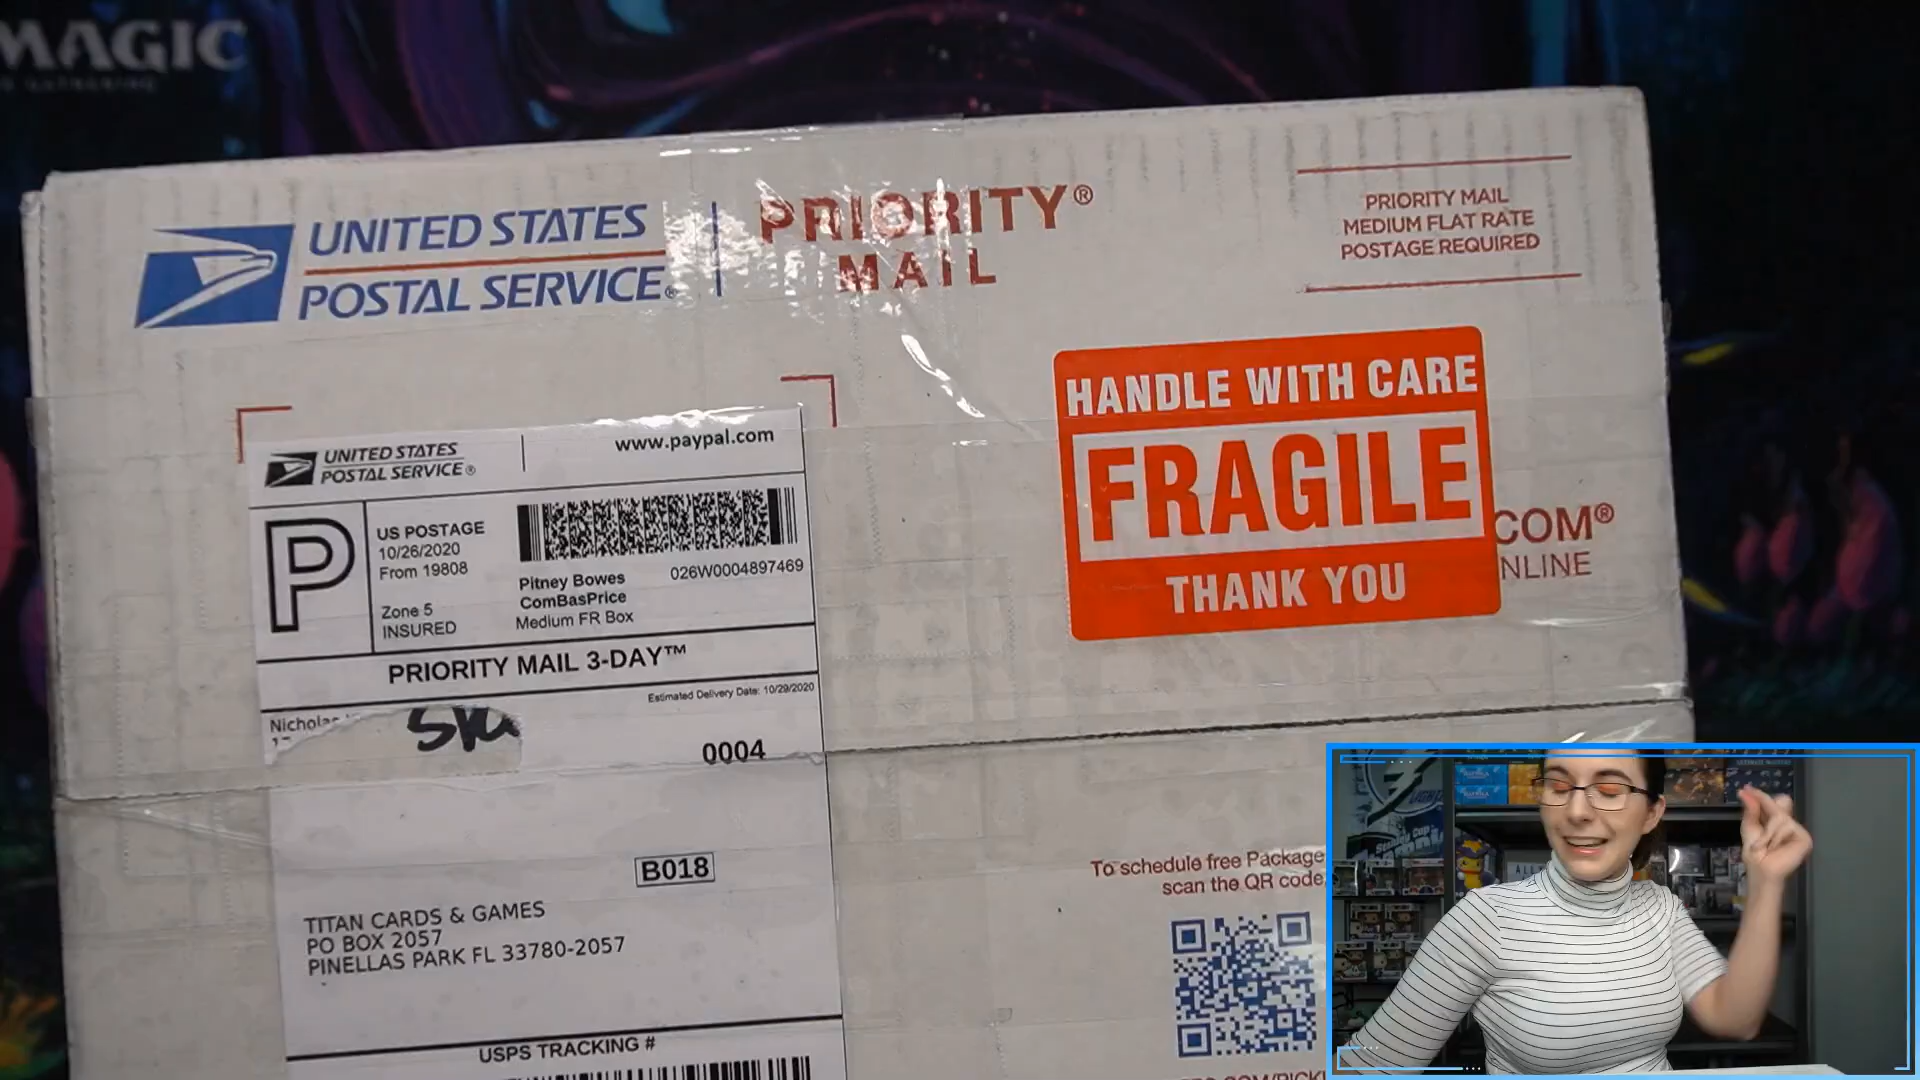 MAGIC
UNITED STATES
POSTAL SERVICE®
PRIORITY®
MAIL
PRIORITY MAIL
MEDIUM FLAT RATE
POSTAGE REQUIRED
HANDLE WITH CARE
FRAGILE
THANK YOU
COM®
NLINE
UNITED STATES
POSTAL SERVICE®
www.paypal.com
P
US POSTAGE
10/26/2020
From 19808
Zone 5
INSURED
Pitney Bowes
ComBasPrice
Medium FR Box
026W0004897469
PRIORITY MAIL 3-DAY™
Estimated Delivery Date: 10/29/2020
Nicholas
0004
B018
TITAN CARDS & GAMES
PO BOX 2057
PINELLAS PARK FL 33780-2057
USPS TRACKING #
To schedule free Package
scan the QR code